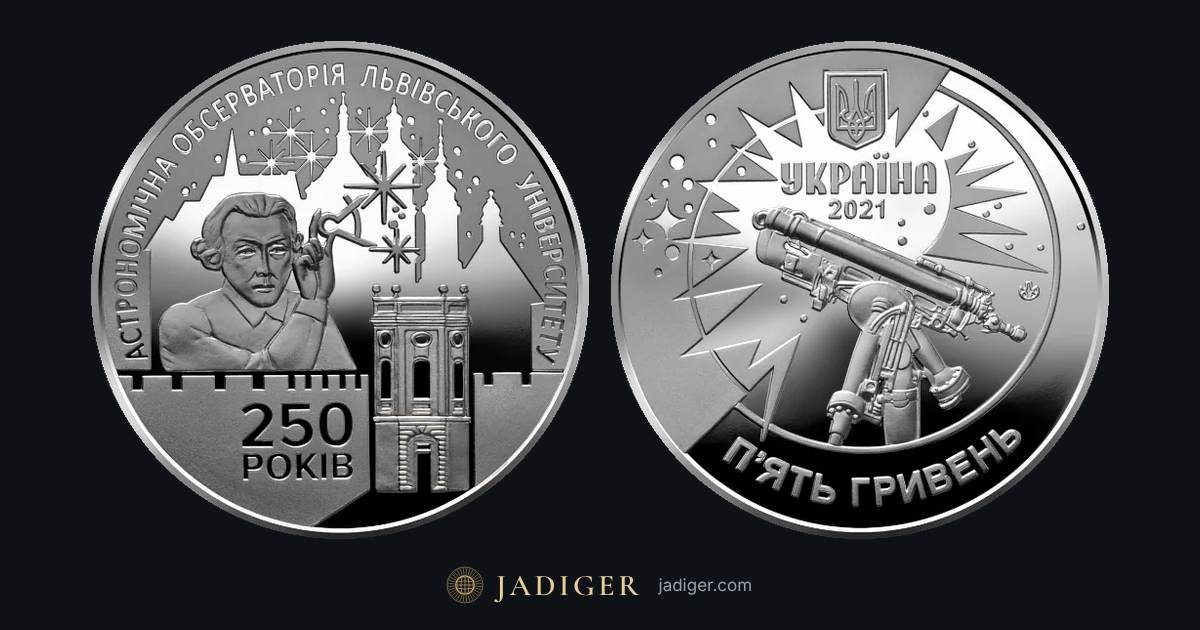 АСТРОНОМІЧНА ОБСЕРВАТОРІЯ ЛЬВІВСЬКОГО УНІВЕРСИТЕТУ
250
РОКІВ
УКРАЇНА
2021
П'ЯТЬ ГРИВЕНЬ
JADIGER
jadiger.com